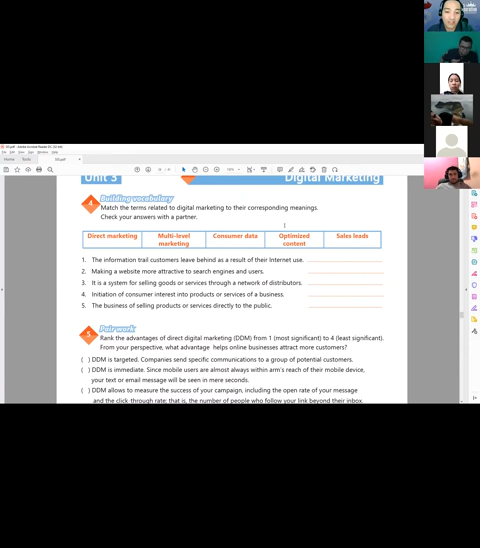 Home Tools
Unit 3 Digital Marketing
4 Building vocabulary
Match the terms related to digital marketing to their corresponding meanings.
Check your answers with a partner.
Direct marketing Multi-level marketing Consumer data Optimized content Sales leads
1. The information trail customers leave behind as a result of their Internet use.
2. Making a website more attractive to search engines and users.
3. It is a system for selling goods or services through a network of distributors.
4. Initiation of consumer interest into products or services of a business.
5. The business of selling products or services directly to the public.
5 Pair work
Rank the advantages of direct digital marketing (DDM) from 1 (most significant) to 4 (least significant).
From your perspective, what advantage helps online businesses attract more customers?
( ) DDM is targeted. Companies send specific communications to a group of potential customers.
( ) DDM is immediate. Since mobile users are almost always within arm's reach of their mobile device,
your text or email message will be seen in mere seconds.
( ) DDM allows to measure the success of your campaign, including the open rate of your message
and the click-through rate; that is, the number of people who follow your link beyond their inbox.